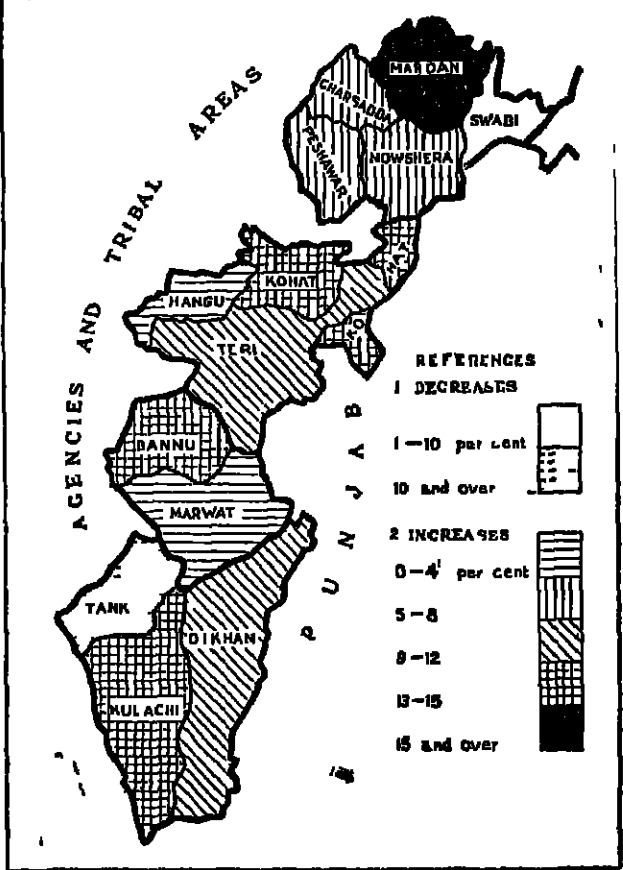 AGENCIES AND TRIBAL AREAS
MARDAN
CHARSADDA
SWABI
PESHAWAR
NOWSHERA
KOHAT
HANGU
TERI
BANNU
MARWAT
TANK
D I KHAN
KULACHI
PUNJAB
REFERENCES
1 DECREASES
1—10 per cent
10 and over
2 INCREASES
0—4 per cent
5—8
9—12
13—15
15 and over